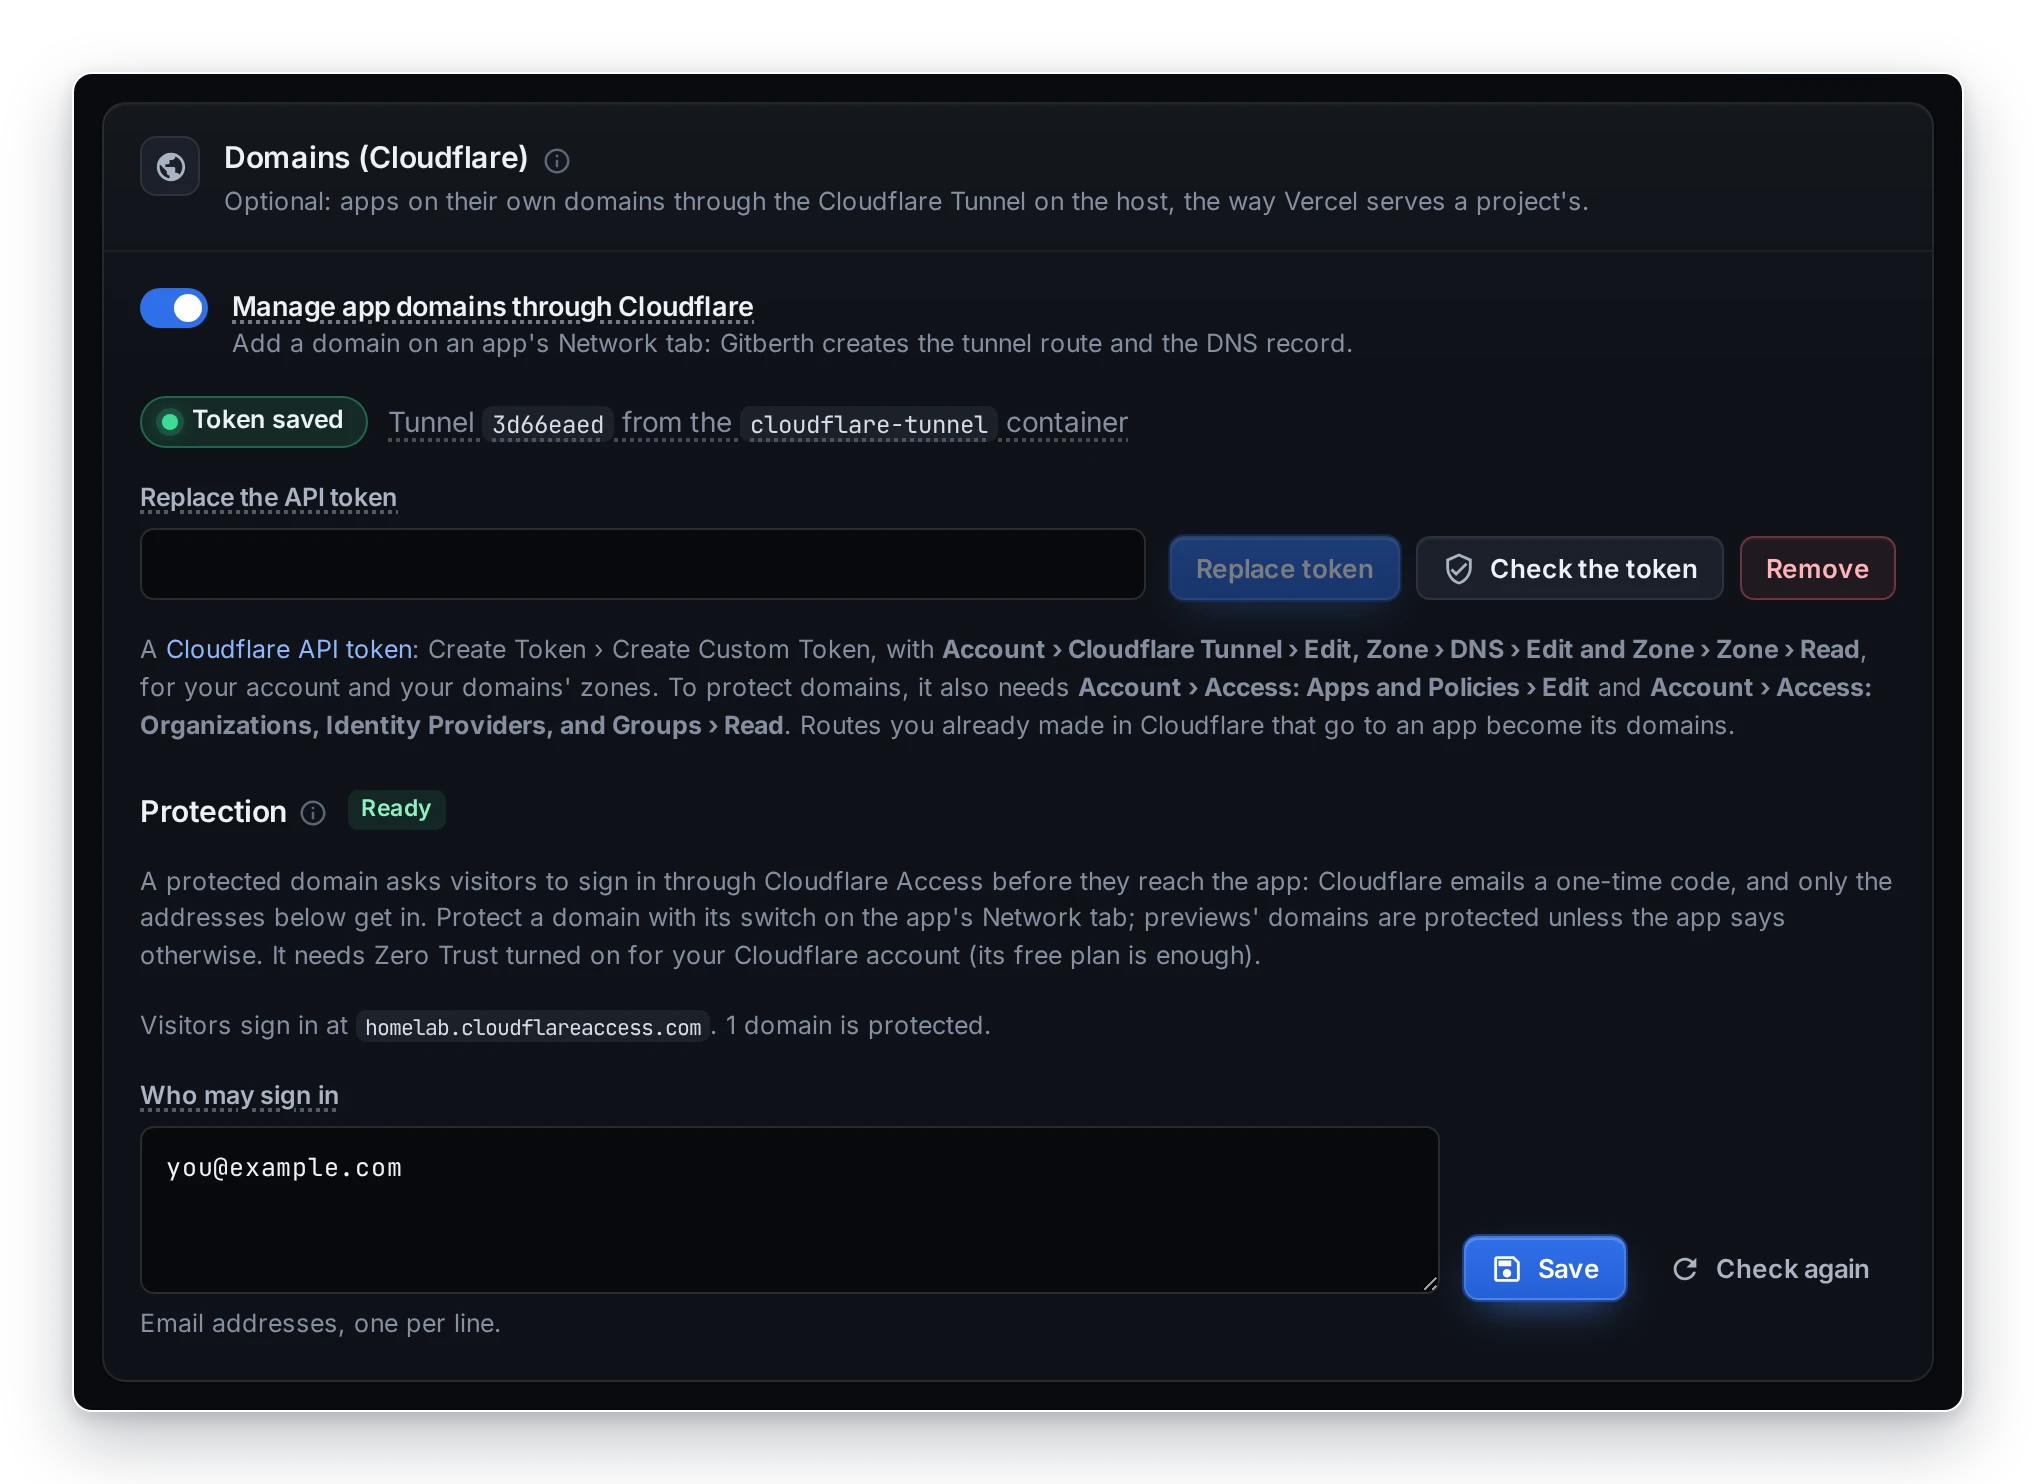 Domains (Cloudflare)
Optional: apps on their own domains through the Cloudflare Tunnel on the host, the way Vercel serves a project's.
Manage app domains through Cloudflare
Add a domain on an app's Network tab: Gitberth creates the tunnel route and the DNS record.
Token saved Tunnel 3d66eaed from the cloudflare-tunnel container
Replace the API token
Replace token Check the token Remove
A Cloudflare API token: Create Token › Create Custom Token, with Account › Cloudflare Tunnel › Edit, Zone › DNS › Edit and Zone › Zone › Read,
for your account and your domains' zones. To protect domains, it also needs Account › Access: Apps and Policies › Edit and Account › Access:
Organizations, Identity Providers, and Groups › Read. Routes you already made in Cloudflare that go to an app become its domains.
Protection Ready
A protected domain asks visitors to sign in through Cloudflare Access before they reach the app: Cloudflare emails a one-time code, and only the
addresses below get in. Protect a domain with its switch on the app's Network tab; previews' domains are protected unless the app says
otherwise. It needs Zero Trust turned on for your Cloudflare account (its free plan is enough).
Visitors sign in at homelab.cloudflareaccess.com. 1 domain is protected.
Who may sign in
you@example.com
Save Check again
Email addresses, one per line.